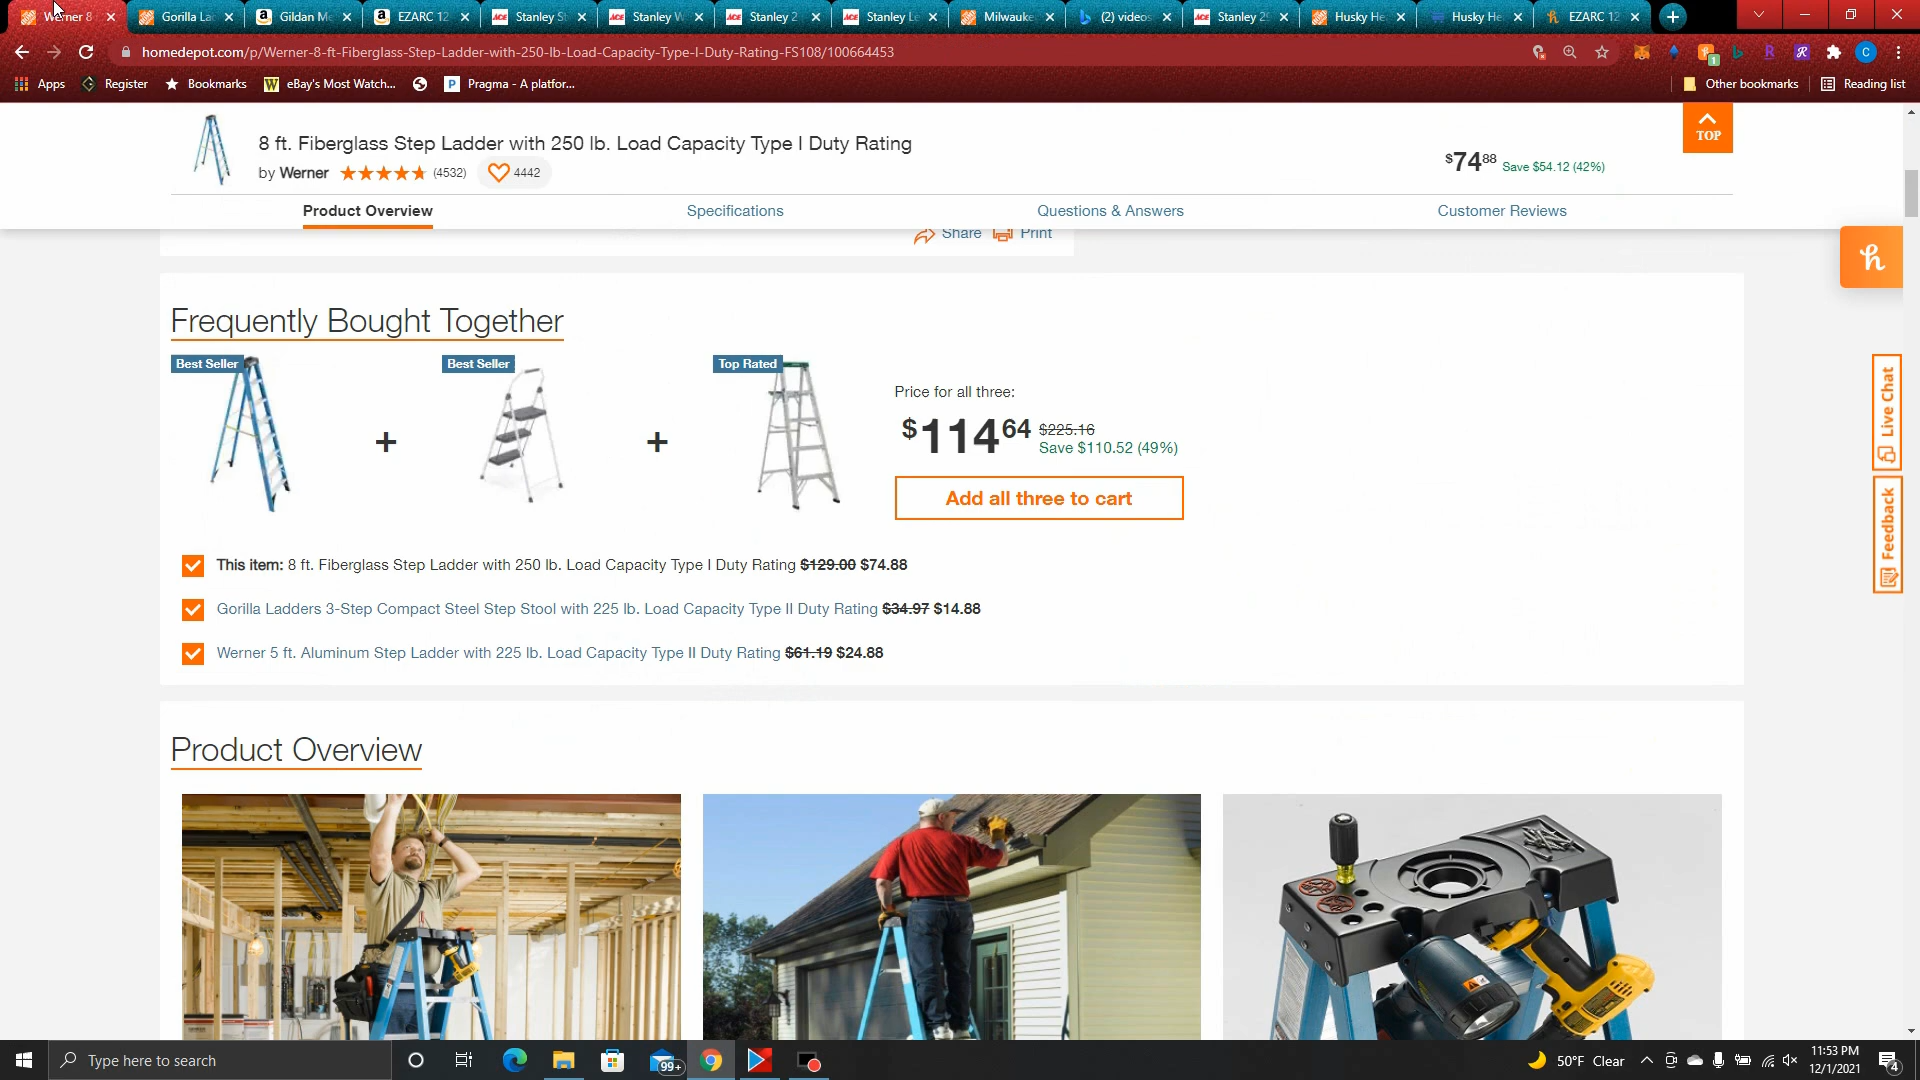 Werner 8
Gorilla La
Gildan Me
EZARC 12
Stanley S
Stanley W
Stanley 2
Stanley Le
Milwauke
(2) videos
Stanley 2
Husky He
Husky He
EZARC 12
homedepot.com/p/Werner-8-ft-Fiberglass-Step-Ladder-with-250-lb-Load-Capacity-Type-I-Duty-Rating-FS108/100664453
Apps
Register
Bookmarks
eBay's Most Watch...
Pragma - A platfor...
Other bookmarks
Reading list
8 ft. Fiberglass Step Ladder with 250 lb. Load Capacity Type I Duty Rating
by Werner (4532) 4442
$74 88 Save $54.12 (42%)
TOP
Product Overview
Specifications
Questions & Answers
Customer Reviews
Share Print
Frequently Bought Together
Best Seller
Best Seller
Top Rated
+
+
Price for all three:
$114 64 $225.16
Save $110.52 (49%)
Add all three to cart
This item: 8 ft. Fiberglass Step Ladder with 250 lb. Load Capacity Type I Duty Rating $129.00 $74.88
Gorilla Ladders 3-Step Compact Steel Step Stool with 225 lb. Load Capacity Type II Duty Rating $34.97 $14.88
Werner 5 ft. Aluminum Step Ladder with 225 lb. Load Capacity Type II Duty Rating $61.19 $24.88
Live Chat
Feedback
Product Overview
Type here to search
99+
50°F Clear
11:53 PM
12/1/2021
4